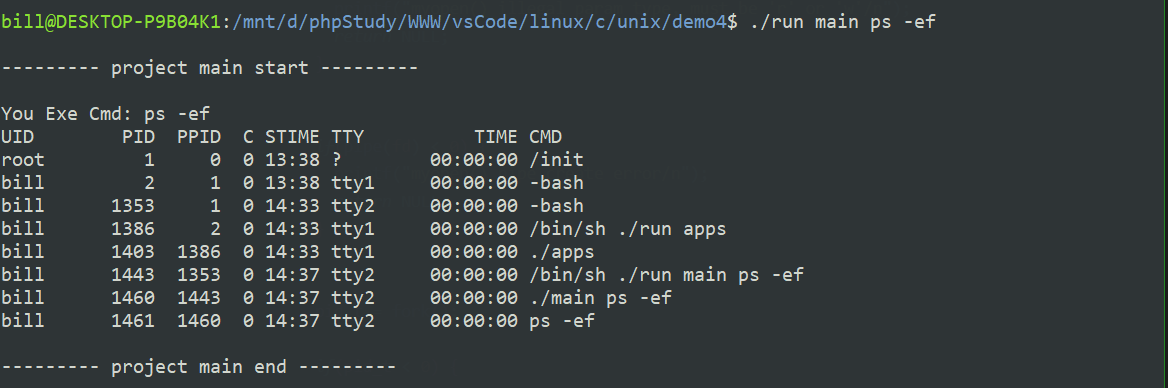 bill@DESKTOP-P9B04K1:/mnt/d/phpStudy/WWW/vsCode/linux/c/unix/demo4$ ./run main ps -ef
--------- project main start ---------
You Exe Cmd: ps -ef
UID        PID  PPID  C STIME TTY          TIME CMD
root         1     0  0 13:38 ?        00:00:00 /init
bill         2     1  0 13:38 tty1     00:00:00 -bash
bill      1353     1  0 14:33 tty2     00:00:00 -bash
bill      1386     2  0 14:33 tty1     00:00:00 /bin/sh ./run apps
bill      1403  1386  0 14:33 tty1     00:00:00 ./apps
bill      1443  1353  0 14:37 tty2     00:00:00 /bin/sh ./run main ps -ef
bill      1460  1443  0 14:37 tty2     00:00:00 ./main ps -ef
bill      1461  1460  0 14:37 tty2     00:00:00 ps -ef
--------- project main end ---------